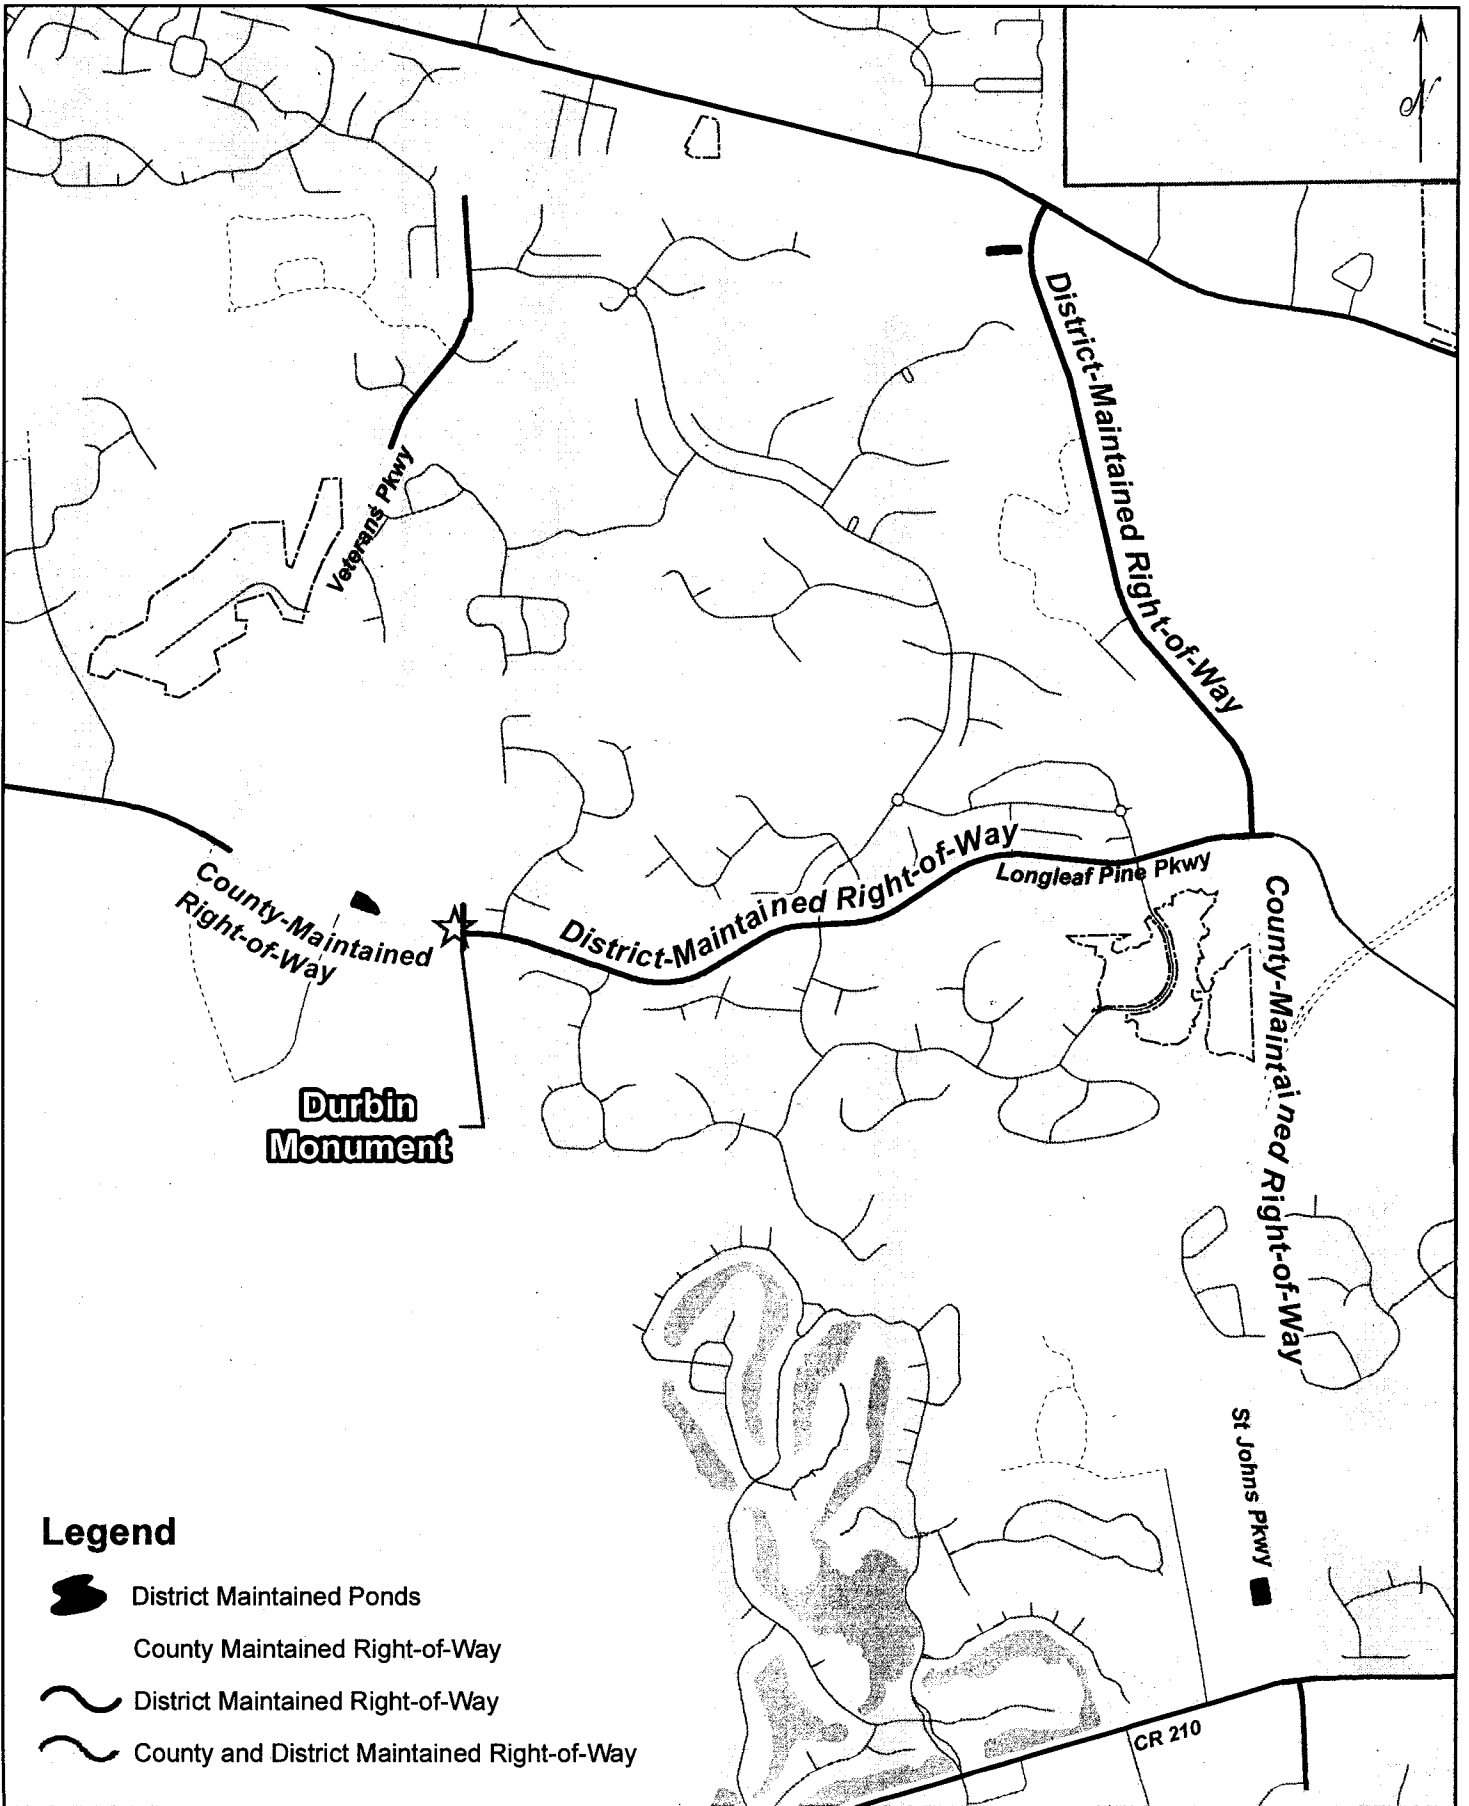 N
District-Maintained Right-of-Way
Veterans Pkwy
District-Maintained Right-of-Way
Longleaf Pine Pkwy
County-Maintained
Right-of-Way
County-Maintained Right-of-Way
Durbin
Monument
St Johns Pkwy
CR 210
Legend
District Maintained Ponds
County Maintained Right-of-Way
District Maintained Right-of-Way
County and District Maintained Right-of-Way